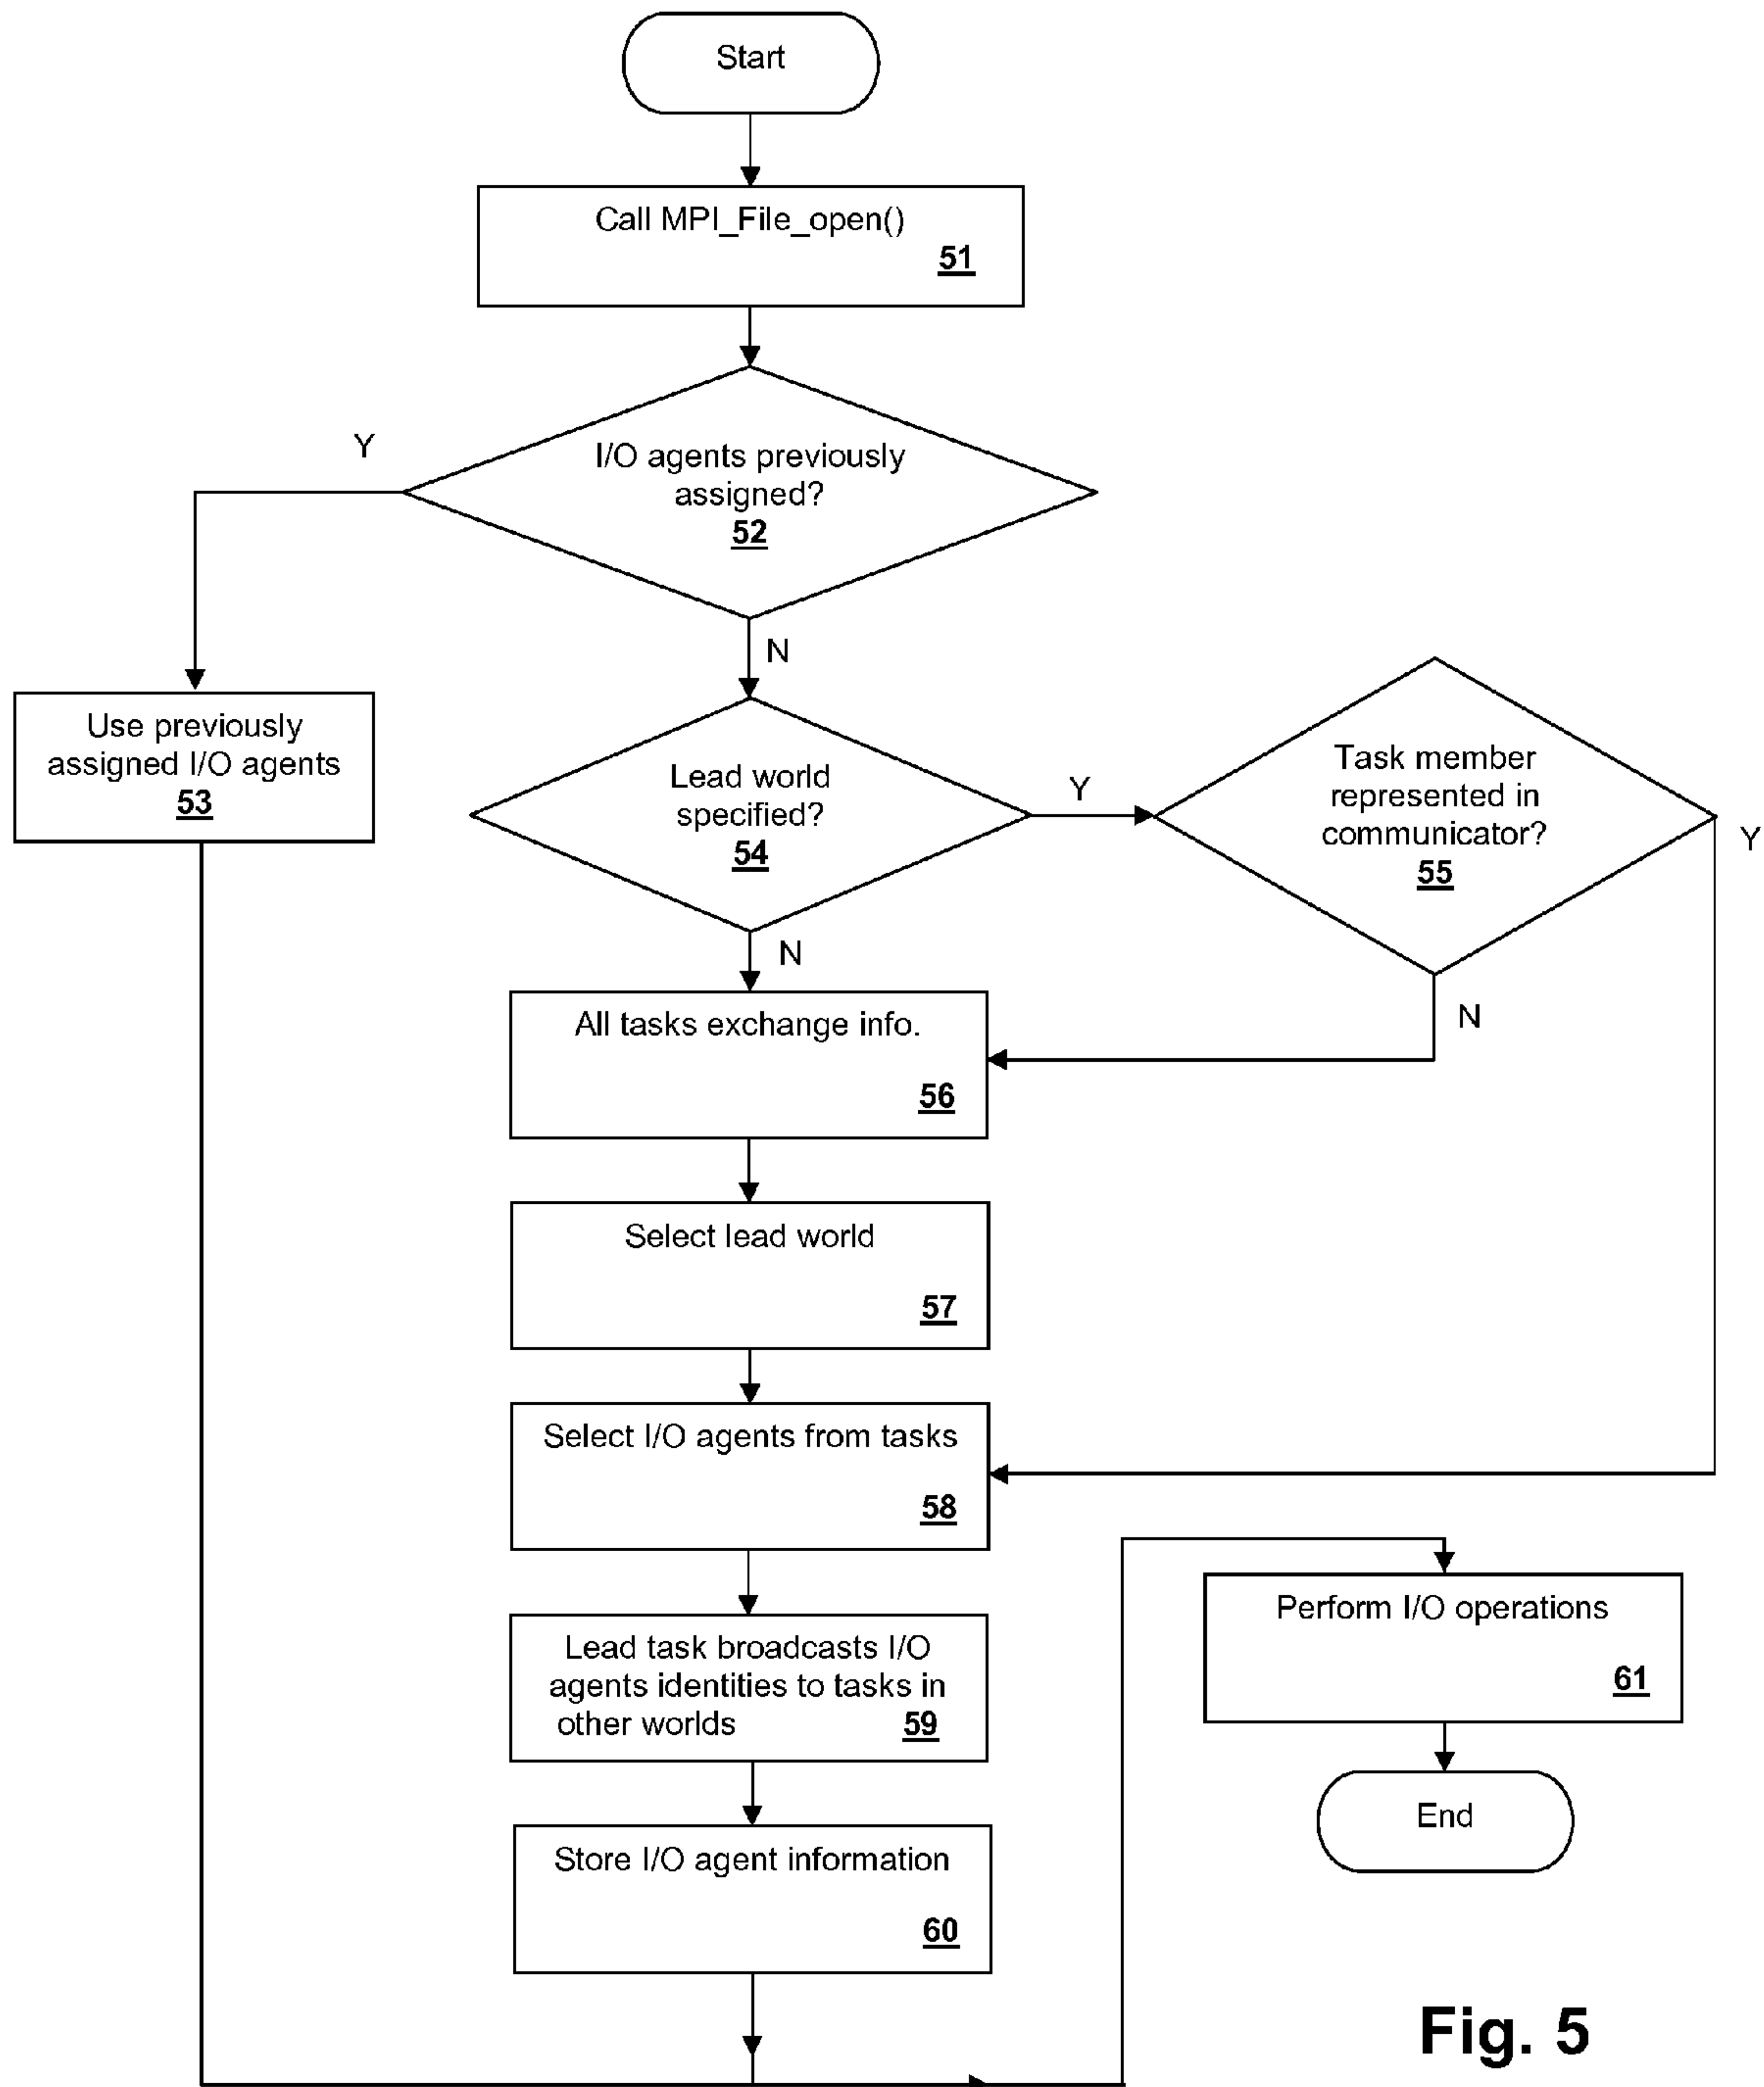 Start
Call MPI_File_open()
51
Y
I/O agents previously
assigned?
52
N
Use previously
assigned I/O agents
53
Lead world
specified?
54
Y
Task member
represented in
communicator?
55
Y
N
N
All tasks exchange info.
56
Select lead world
57
Select I/O agents from tasks
58
Lead task broadcasts I/O
agents identities to tasks in
other worlds 59
Store I/O agent information
60
Perform I/O operations
61
End
Fig. 5